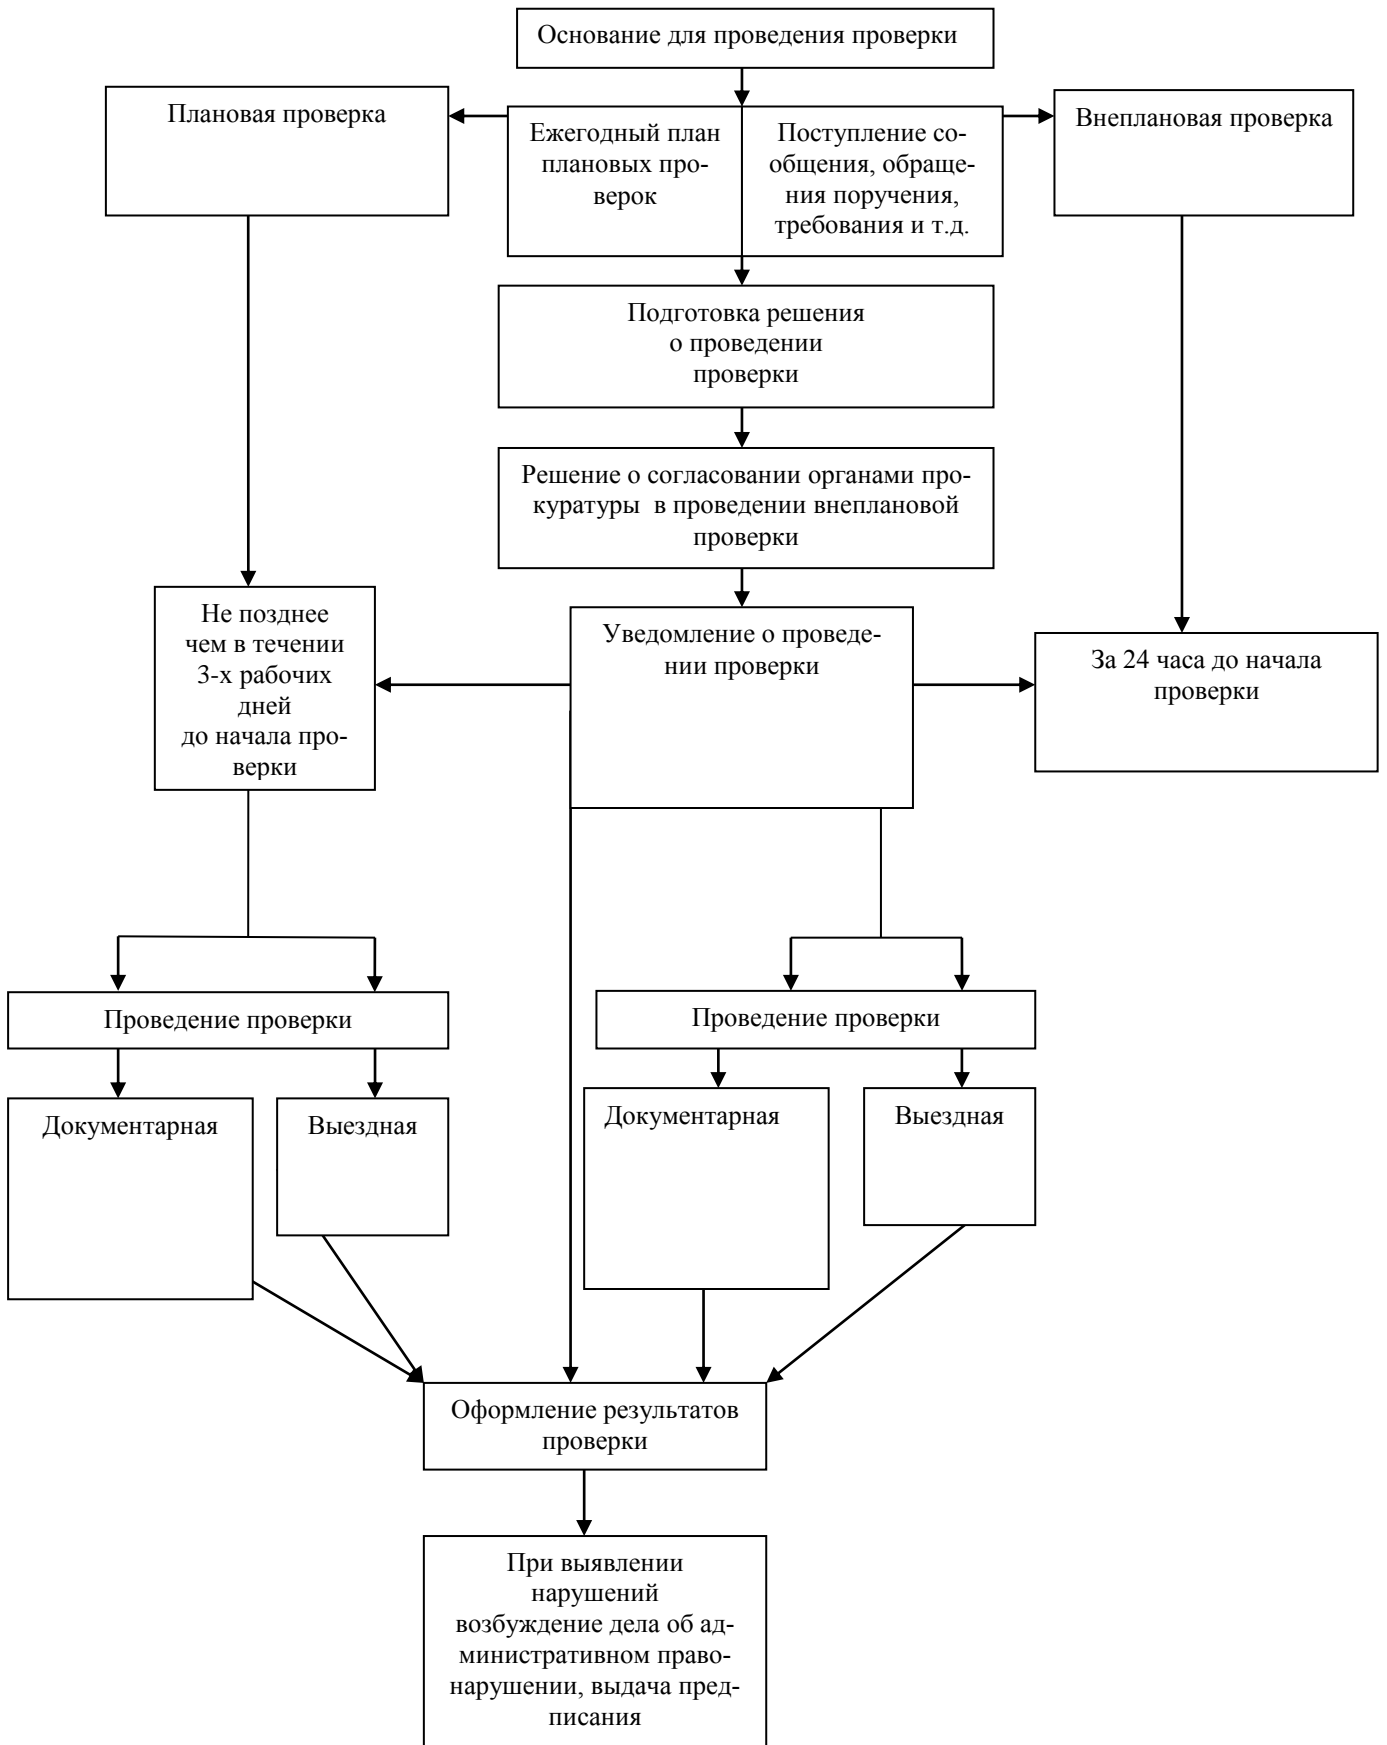 Основание для проведения проверки
Плановая проверка
Ежегодный план
плановых про-
верок
Поступление со-
общения, обраще-
ния поручения,
требования и т.д.
Внеплановая проверка
Подготовка решения
о проведении
проверки
Решение о согласовании органами про-
куратуры в проведении внеплановой
проверки
Не позднее
чем в течении
3-х рабочих
дней
до начала про-
верки
Уведомление о проведе-
нии проверки
За 24 часа до начала
проверки
Проведение проверки
Проведение проверки
Документарная
Выездная
Документарная
Выездная
Оформление результатов
проверки
При выявлении
нарушений
возбуждение дела об ад-
министративном право-
нарушении, выдача пред-
писания